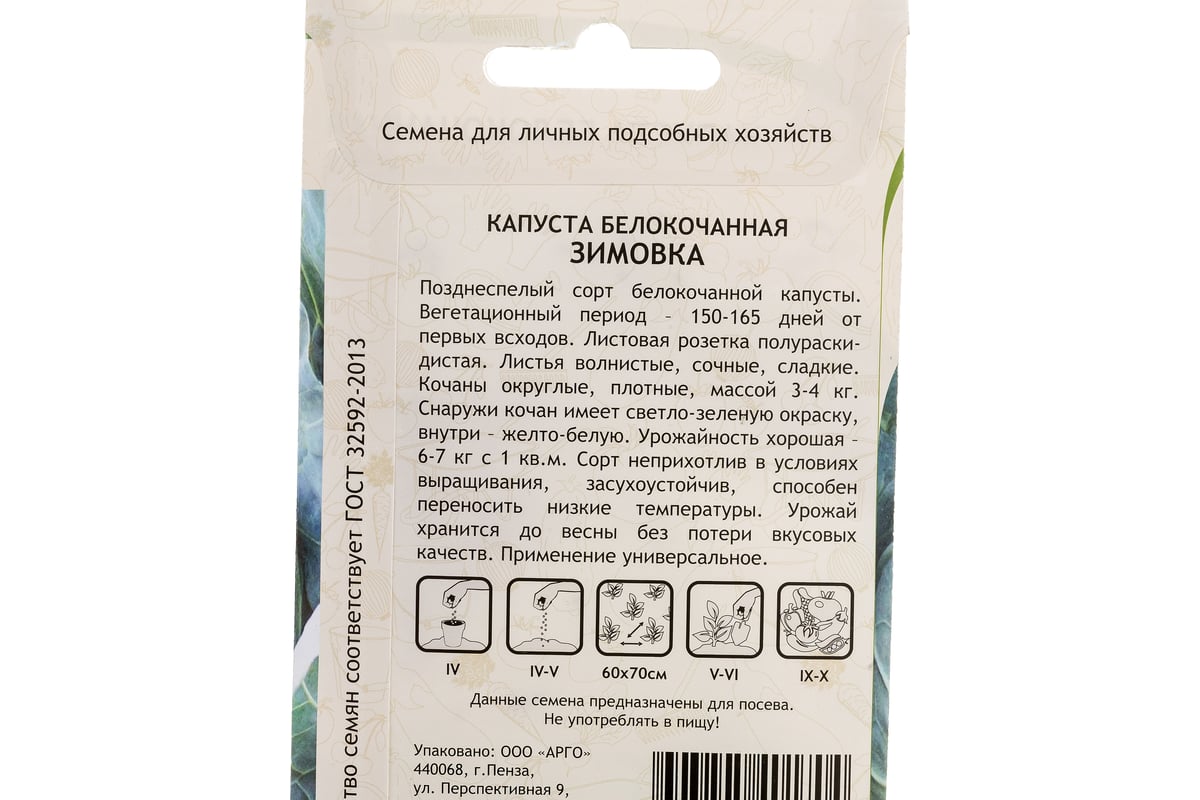 Семена для личных подсобных хозяйств
КАПУСТА БЕЛОКОЧАННАЯ
ЗИМОВКА
Позднеспелый сорт белокочанной капусты.
Вегетационный период – 150-165 дней от
первых всходов. Листовая розетка полураски-
дистая. Листья волнистые, сочные, сладкие.
Кочаны округлые, плотные, массой 3-4 кг.
Снаружи кочан имеет светло-зеленую окраску,
внутри – желто-белую. Урожайность хорошая –
6-7 кг с 1 кв.м. Сорт неприхотлив в условиях
выращивания, засухоустойчив, способен
переносить низкие температуры. Урожай
хранится до весны без потери вкусовых
качеств. Применение универсальное.
IV IV-V 60х70см V-VI IX-X
Данные семена предназначены для посева.
Не употреблять в пищу!
Упаковано: ООО «АРГО»
440068, г.Пенза,
ул. Перспективная 9,
тво семян соответствует ГОСТ 32592-2013